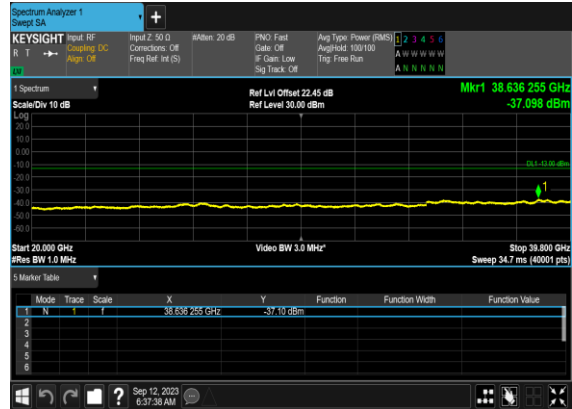 Spectrum Analyzer 1
Swept SA
+
KEYSIGHT Input: RF Input Z: 50 Ω #Atten: 20 dB PNO: Fast Avg Type: Power (RMS) 1 2 3 4 5 6
R T Coupling: DC Corrections: Off Gate: Off Avg|Hold: 100/100 A W W W W W
Align: Off Freq Ref: Int (S) IF Gain: Low Trig: Free Run
LW Sig Track: Off A N N N N N
1 Spectrum Ref Lvl Offset 22.45 dB Mkr1 38.636 255 GHz
Scale/Div 10 dB Ref Level 30.00 dBm -37.098 dBm
Log
20.0
10.0
0.00
-10.0
DL1 -13.00 dBm
-20.0
-30.0
1
-40.0
-50.0
-60.0
Start 20.000 GHz Video BW 3.0 MHz* Stop 39.800 GHz
#Res BW 1.0 MHz Sweep 34.7 ms (40001 pts)
5 Marker Table
Mode Trace Scale X Y Function Function Width Function Value
1 N 1 f 38.636 255 GHz -37.10 dBm
2
3
4
5
6
? Sep 12, 2023
6:37:38 AM